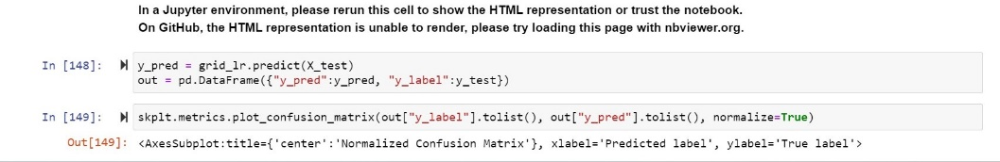 In a Jupyter environment, please rerun this cell to show the HTML representation or trust the notebook.
On GitHub, the HTML representation is unable to render, please try loading this page with nbviewer.org.
In [148]: y_pred = grid_lr.predict(X_test)
out = pd.DataFrame({"y_pred":y_pred, "y_label":y_test})
In [149]: skplt.metrics.plot_confusion_matrix(out["y_label"].tolist(), out["y_pred"].tolist(), normalize=True)
Out[149]: <AxesSubplot:title={'center':'Normalized Confusion Matrix'}, xlabel='Predicted label', ylabel='True label'>